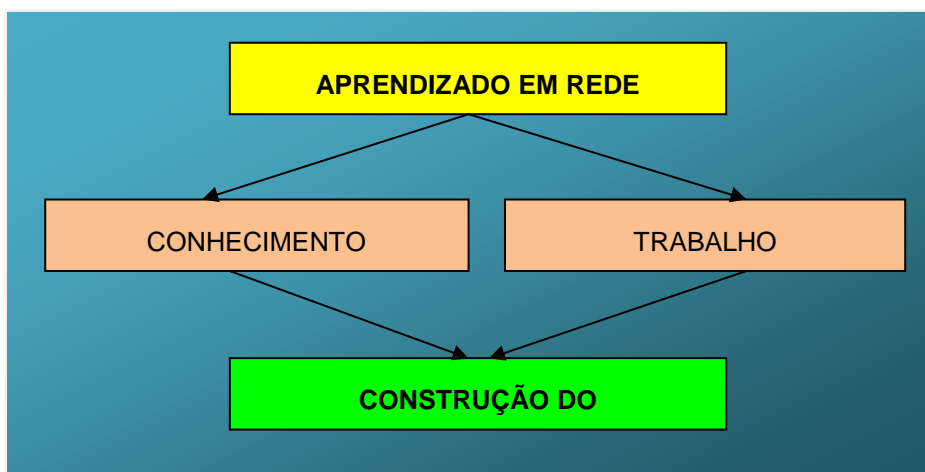 APRENDIZADO EM REDE
CONHECIMENTO
TRABALHO
CONSTRUÇÃO DO